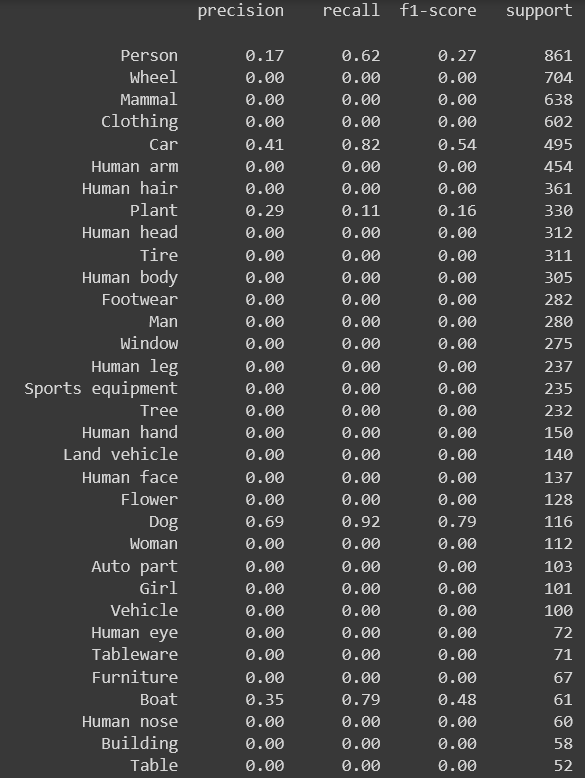 precision recall f1-score support
Person 0.17 0.62 0.27 861
Wheel 0.00 0.00 0.00 704
Mammal 0.00 0.00 0.00 638
Clothing 0.00 0.00 0.00 602
Car 0.41 0.82 0.54 495
Human arm 0.00 0.00 0.00 454
Human hair 0.00 0.00 0.00 361
Plant 0.29 0.11 0.16 330
Human head 0.00 0.00 0.00 312
Tire 0.00 0.00 0.00 311
Human body 0.00 0.00 0.00 305
Footwear 0.00 0.00 0.00 282
Man 0.00 0.00 0.00 280
Window 0.00 0.00 0.00 275
Human leg 0.00 0.00 0.00 237
Sports equipment 0.00 0.00 0.00 235
Tree 0.00 0.00 0.00 232
Human hand 0.00 0.00 0.00 150
Land vehicle 0.00 0.00 0.00 140
Human face 0.00 0.00 0.00 137
Flower 0.00 0.00 0.00 128
Dog 0.69 0.92 0.79 116
Woman 0.00 0.00 0.00 112
Auto part 0.00 0.00 0.00 103
Girl 0.00 0.00 0.00 101
Vehicle 0.00 0.00 0.00 100
Human eye 0.00 0.00 0.00 72
Tableware 0.00 0.00 0.00 71
Furniture 0.00 0.00 0.00 67
Boat 0.35 0.79 0.48 61
Human nose 0.00 0.00 0.00 60
Building 0.00 0.00 0.00 58
Table 0.00 0.00 0.00 52